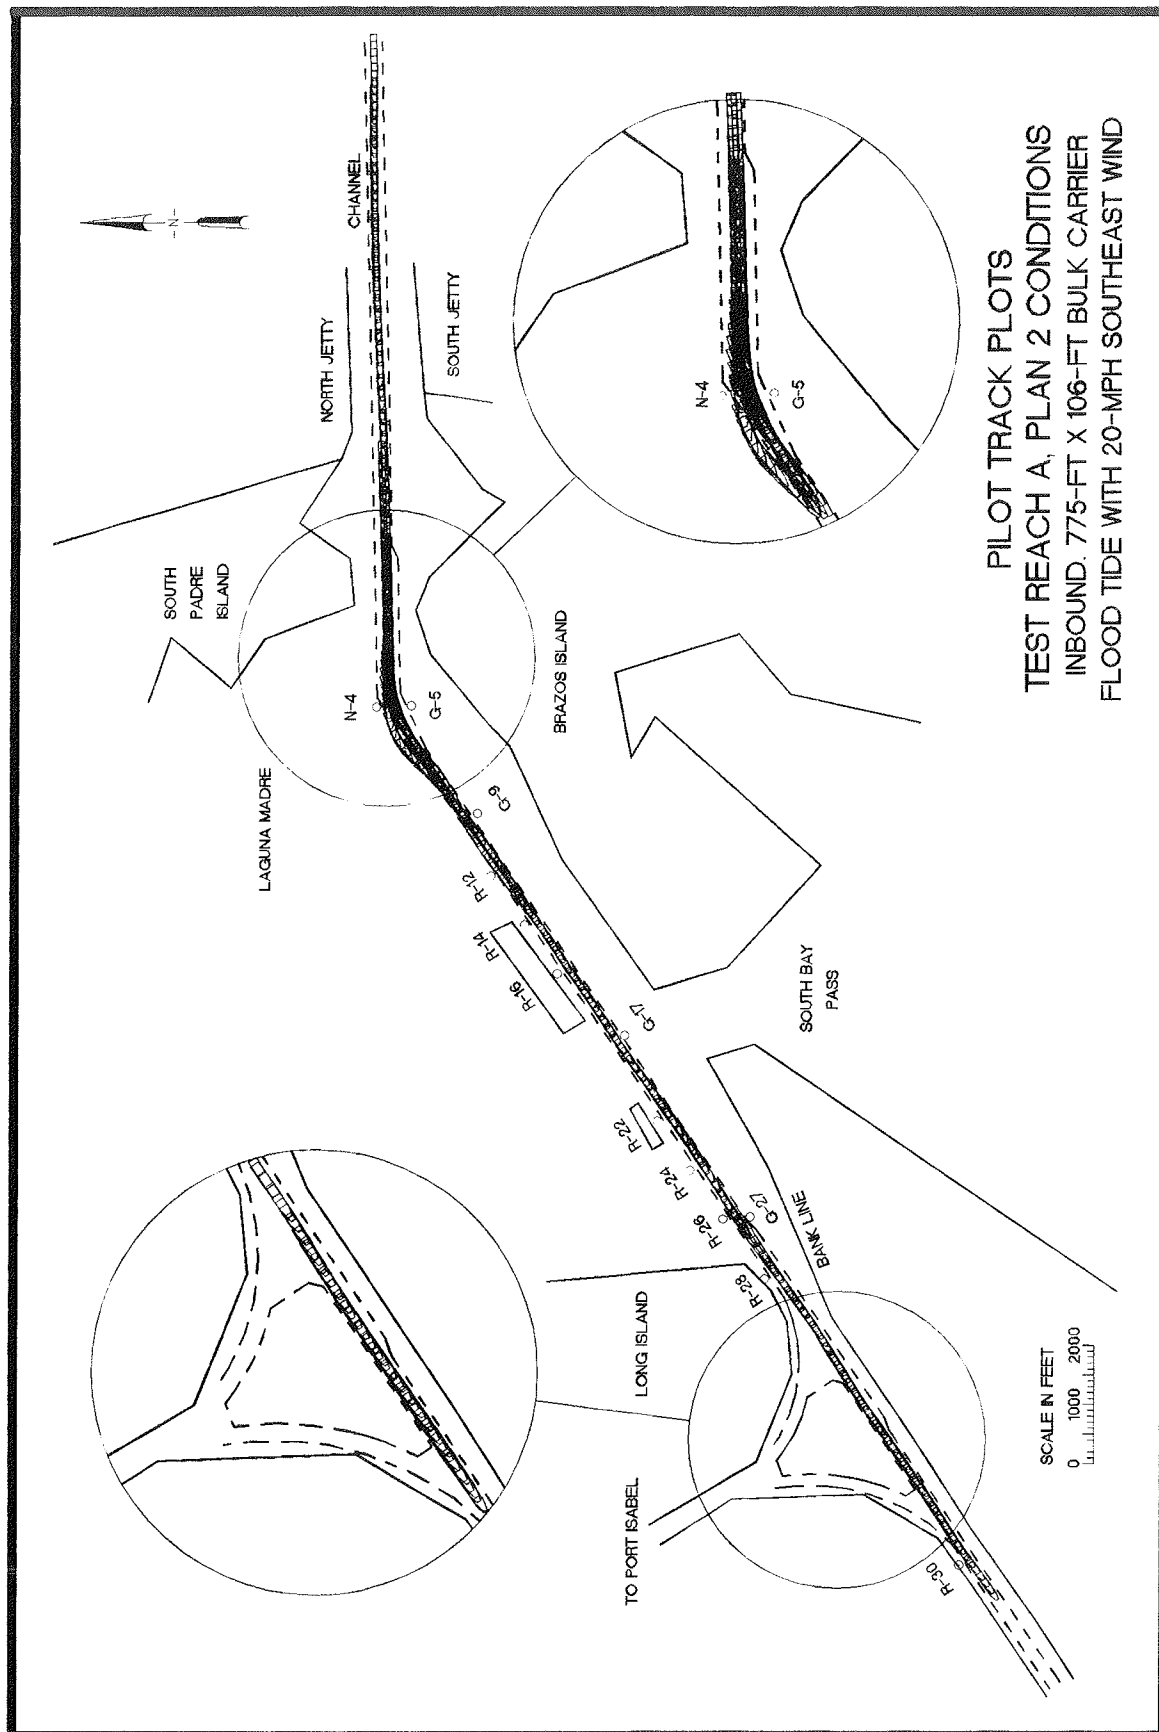 -N-
CHANNEL
NORTH JETTY
SOUTH JETTY
SOUTH
PADRE
ISLAND
N-4
G-5
LAGUNA MADRE
BRAZOS ISLAND
G-9
R-12
R-14
R-16
G-17
SOUTH BAY
PASS
R-22
R-24
R-26
G-27
R-28
BANK LINE
LONG ISLAND
TO PORT ISABEL
R-30
SCALE IN FEET
0 1000 2000
N-4
G-5
PILOT TRACK PLOTS
TEST REACH A, PLAN 2 CONDITIONS
INBOUND. 775-FT X 106-FT BULK CARRIER
FLOOD TIDE WITH 20-MPH SOUTHEAST WIND